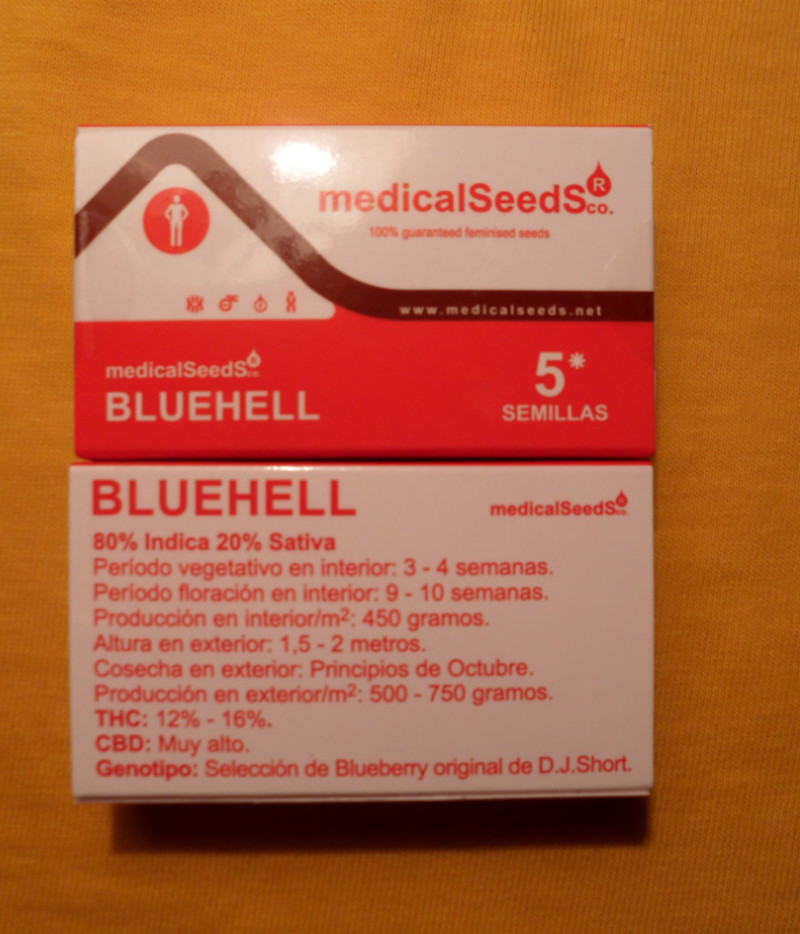 medicalSeedS®co.
100% guaranteed feminised seeds
www.medicalseeds.net
medicalSeedS®co.
BLUEHELL
5*
SEMILLAS
BLUEHELL
medicalSeedS®co.
80% Indica 20% Sativa
Período vegetativo en interior: 3 - 4 semanas.
Período floración en interior: 9 - 10 semanas.
Producción en interior/m²: 450 gramos.
Altura en exterior: 1,5 - 2 metros.
Cosecha en exterior: Principios de Octubre.
Producción en exterior/m²: 500 - 750 gramos.
THC: 12% - 16%.
CBD: Muy alto.
Genotipo: Selección de Blueberry original de D.J.Short.